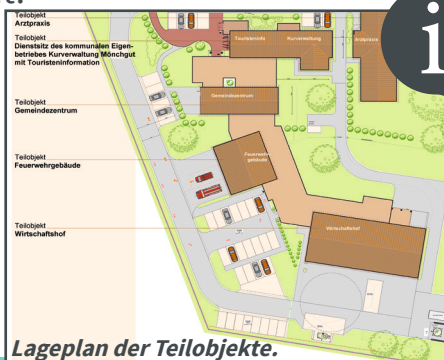 Teilobjekt
Arztpraxis
Teilobjekt
Dienstsitz des kommunalen Eigen-
betriebes Kurverwaltung Mönchgut
mit Touristeninformation
Teilobjekt
Gemeindezentrum
Teilobjekt
Feuerwehrgebäude
Teilobjekt
Wirtschaftshof
Touristeninfo
Kurverwaltung
Arztpraxis
Gemeindezentrum
Feuerwehr
gebäude
Wirtschaftshof
i
Lageplan der Teilobjekte.